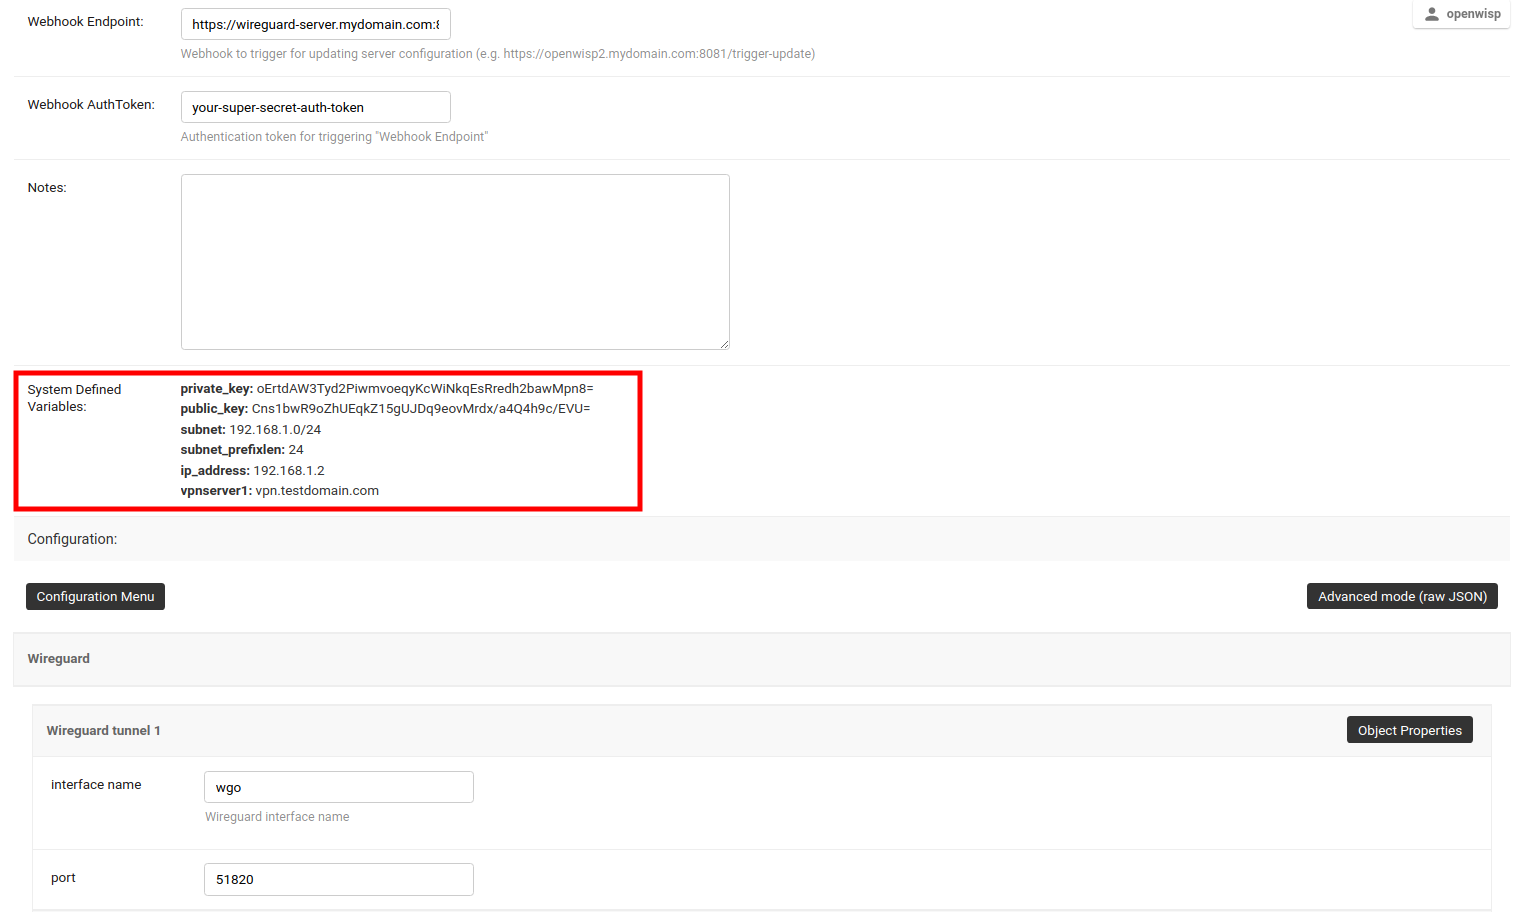 openwisp
Webhook Endpoint:
https://wireguard-server.mydomain.com:8
Webhook to trigger for updating server configuration (e.g. https://openwisp2.mydomain.com:8081/trigger-update)
Webhook AuthToken:
your-super-secret-auth-token
Authentication token for triggering "Webhook Endpoint"
Notes:
System Defined
Variables:
private_key: oErtdAW3Tyd2PiwmvoeqyKcWiNkqEsRredh2bawMpn8=
public_key: Cns1bwR9oZhUEqkZ15gUJDq9eovMrdx/a4Q4h9c/EVU=
subnet: 192.168.1.0/24
subnet_prefixlen: 24
ip_address: 192.168.1.2
vpnserver1: vpn.testdomain.com
Configuration:
Configuration Menu
Advanced mode (raw JSON)
Wireguard
Wireguard tunnel 1
Object Properties
interface name
wgo
Wireguard interface name
port
51820